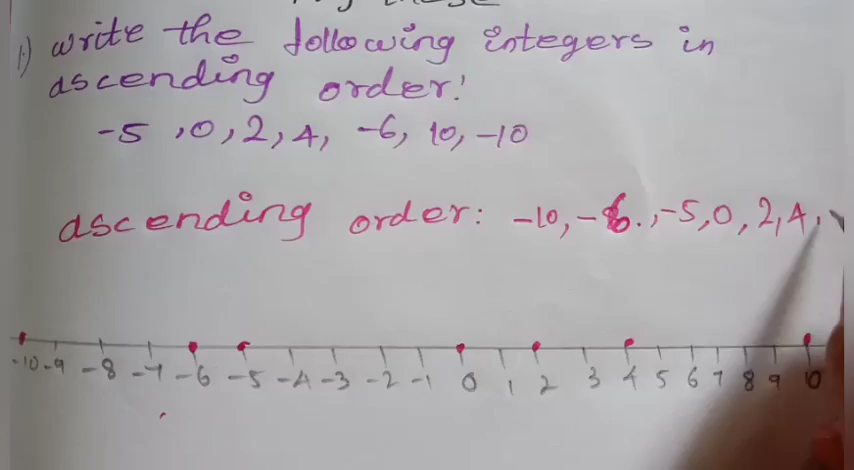 1) write the following integers in
ascending order:
-5, 0, 2, 4, -6, 10, -10
ascending order: -10, -6, -5, 0, 2, 4,
-10 -9 -8 -7 -6 -5 -4 -3 -2 -1 0 1 2 3 4 5 6 7 8 9 10